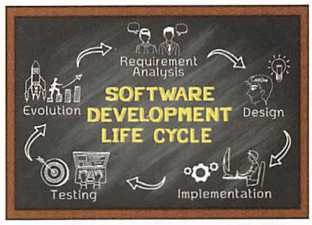 Requirement
Analysis
SOFTWARE
DEVELOPMENT
LIFE CYCLE
Evolution
Design
Testing
Implementation